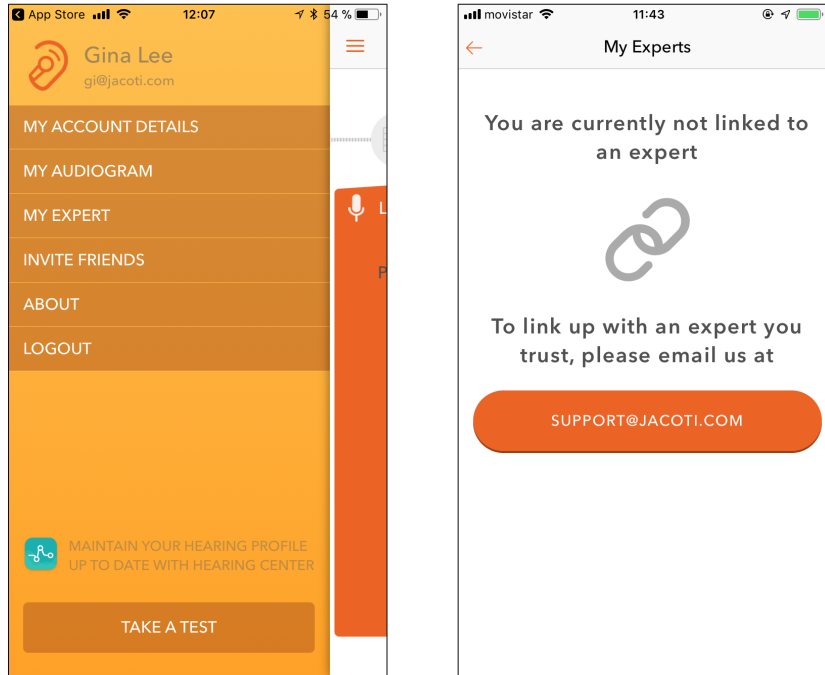 App Store 12:07 54 %
Gina Lee
gi@jacoti.com
MY ACCOUNT DETAILS
MY AUDIOGRAM
MY EXPERT
INVITE FRIENDS
ABOUT
LOGOUT
MAINTAIN YOUR HEARING PROFILE
UP TO DATE WITH HEARING CENTER
TAKE A TEST
L
P
movistar 11:43
My Experts
You are currently not linked to
an expert
To link up with an expert you
trust, please email us at
SUPPORT@JACOTI.COM